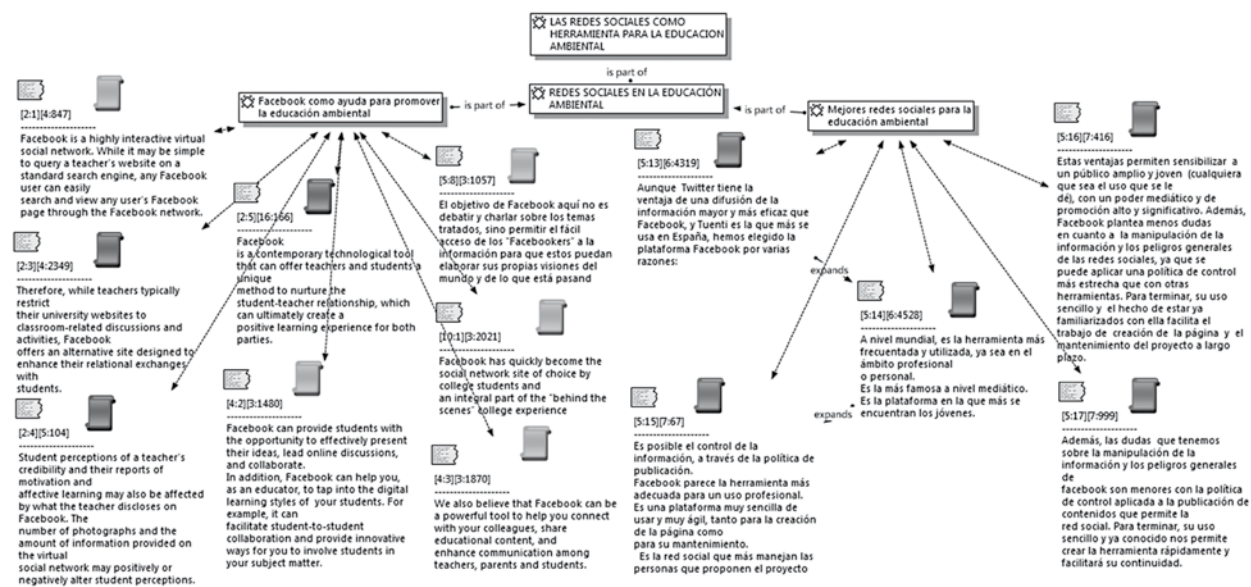 LAS REDES SOCIALES COMO
HERRAMIENTA PARA LA EDUCACION
AMBIENTAL
is part of
REDES SOCIALES EN LA EDUCACIÓN
AMBIENTAL
is part of
Facebook como ayuda para promover
la educación ambiental
is part of
Mejores redes sociales para la
educación ambiental
[2:1][4:847]
--------------------
Facebook is a highly interactive virtual
social network. While it may be simple
to query a teacher's website on a
standard search engine, any Facebook
user can easily
search and view any user's Facebook
page through the Facebook network.
[2:3][4:2349]
--------------------
Therefore, while teachers typically
restrict
their university websites to
classroom-related discussions and
activities, Facebook
offers an alternative site designed to
enhance their relational exchanges
with
students.
[2:4][5:104]
--------------------
Student perceptions of a teacher's
credibility and their reports of
motivation and
affective learning may also be affected
by what the teacher discloses on
Facebook. The
number of photographs and the
amount of information provided on
the virtual
social network may positively or
negatively alter student perceptions.
[2:5][16:166]
--------------------
Facebook
is a contemporary technological tool
that can offer teachers and students a
unique
method to nurture the
student-teacher relationship, which
can ultimately create a
positive learning experience for both
parties.
[4:2][3:1480]
--------------------
Facebook can provide students with
the opportunity to effectively present
their ideas, lead online discussions,
and collaborate.
In addition, Facebook can help you,
as an educator, to tap into the digital
learning styles of your students. For
example, it can
facilitate student-to-student
collaboration and provide innovative
ways for you to involve students in
your subject matter.
[5:8][3:1057]
--------------------
El objetivo de Facebook aquí no es
debatir y charlar sobre los temas
tratados, sino permitir el fácil
acceso de los "Facebookers" a la
información para que estos puedan
elaborar sus propias visiones del
mundo y de lo que está pasand
[10:1][3:2021]
--------------------
Facebook has quickly become the
social network site of choice by
college students and
an integral part of the "behind the
scenes" college experience
[4:3][3:1870]
--------------------
We also believe that Facebook can be
a powerful tool to help you connect
with your colleagues, share
educational content, and
enhance communication among
teachers, parents and students.
[5:13][6:4319]
--------------------
Aunque Twitter tiene la
ventaja de una difusión de la
información mayor y más eficaz que
Facebook, y Tuenti es la que más se
usa en España, hemos elegido la
plataforma Facebook por varias
razones:
expands
[5:14][6:4528]
--------------------
A nivel mundial, es la herramienta más
frecuentada y utilizada, ya sea en el
ámbito profesional
o personal.
Es la más famosa a nivel mediático.
Es la plataforma en la que más se
encuentran los jóvenes.
expands
[5:15][7:67]
--------------------
Es posible el control de la
información, a través de la política de
publicación.
Facebook parece la herramienta más
adecuada para un uso profesional.
Es una plataforma muy sencilla de
usar y muy ágil, tanto para la creación
de la página como
para su mantenimiento.
Es la red social que más manejan las
personas que proponen el proyecto
[5:16][7:416]
--------------------
Estas ventajas permiten sensibilizar a
un público amplio y joven (cualquiera
que sea el uso que se le
dé), con un poder mediático y de
promoción alto y significativo. Además,
Facebook plantea menos dudas
en cuanto a la manipulación de la
información y los peligros generales
de las redes sociales, ya que se
puede aplicar una política de control
más estrecha que con otras
herramientas. Para terminar, su uso
sencillo y el hecho de estar ya
familiarizados con ella facilita el
trabajo de creación de la página y el
mantenimiento del proyecto a largo
plazo.
[5:17][7:999]
--------------------
Además, las dudas que tenemos
sobre la manipulación de la
información y los peligros generales
de
facebook son menores con la política
de control aplicada a la publicación de
contenidos que permite la
red social. Para terminar, su uso
sencillo y ya conocido nos permite
crear la herramienta rápidamente y
facilitará su continuidad.